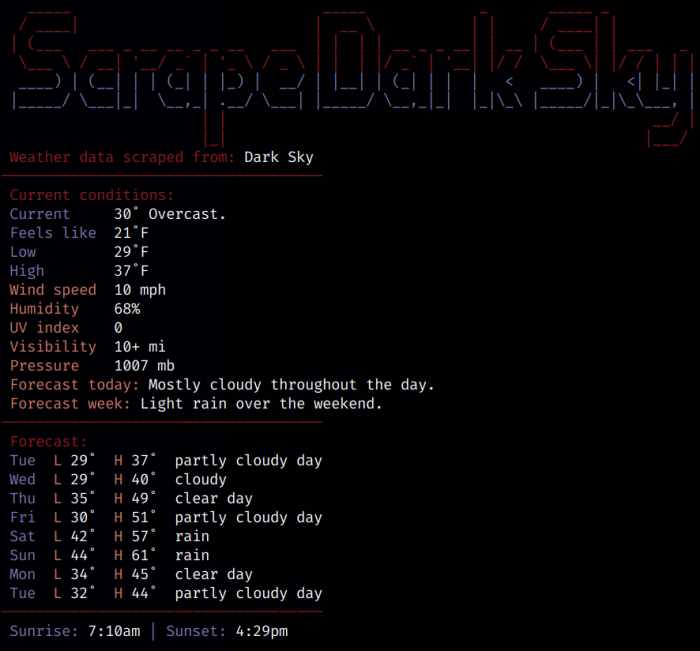 ScrapeDarkSky
Weather data scraped from: Dark Sky
Current conditions:
Current 30° Overcast.
Feels like 21°F
Low 29°F
High 37°F
Wind speed 10 mph
Humidity 68%
UV index 0
Visibility 10+ mi
Pressure 1007 mb
Forecast today: Mostly cloudy throughout the day.
Forecast week: Light rain over the weekend.
Forecast:
Tue L 29° H 37° partly cloudy day
Wed L 29° H 40° cloudy
Thu L 35° H 49° clear day
Fri L 30° H 51° partly cloudy day
Sat L 42° H 57° rain
Sun L 44° H 61° rain
Mon L 34° H 45° clear day
Tue L 32° H 44° partly cloudy day
Sunrise: 7:10am | Sunset: 4:29pm